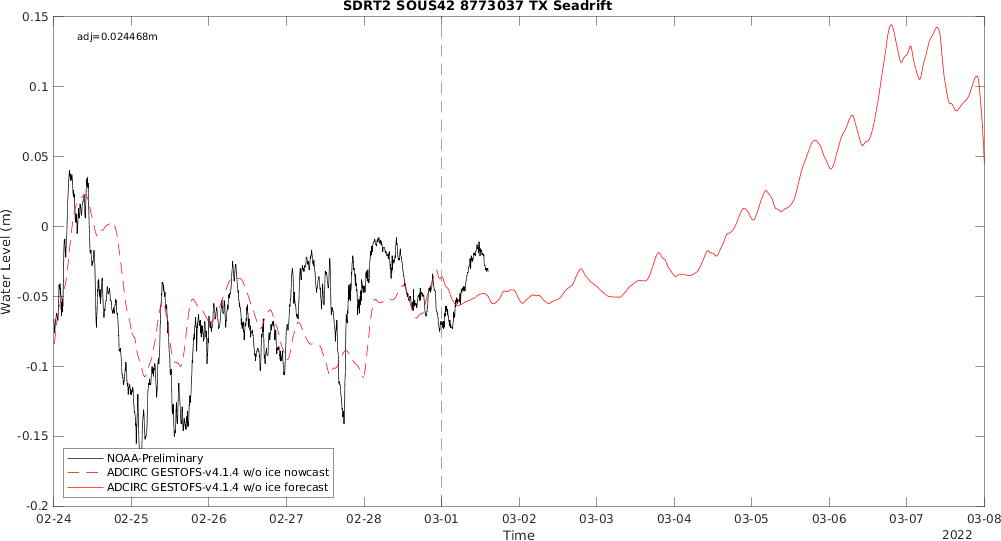 SDRT2 SOUS42 8773037 TX Seadrift
adj=0.024468m
0.15
0.1
0.05
0
-0.05
-0.1
-0.15
-0.2
Water Level (m)
NOAA-Preliminary
ADCIRC GESTOFS-v4.1.4 w/o ice nowcast
ADCIRC GESTOFS-v4.1.4 w/o ice forecast
02-24 02-25 02-26 02-27 02-28 03-01 03-02 03-03 03-04 03-05 03-06 03-07 03-08
Time
2022